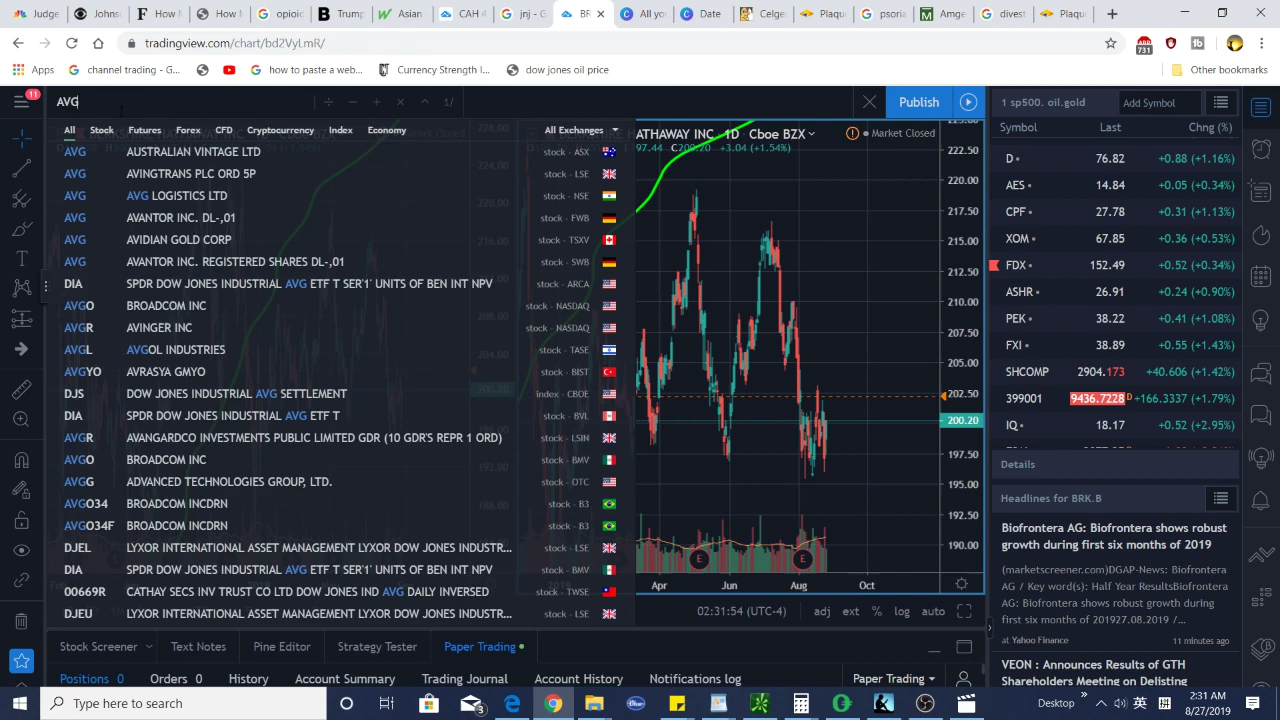 Dow
F1
How
https
opioid
Trump
Asian
CAH 4
jnj - G
BR
All yo
Date
Celge
Plaqu
psoria
Amge
divest
Plaqu
tradingview.com/chart/bd2VyLmR/
731
Apps
channel trading - G...
how to paste a web...
Currency Strength I...
dow jones oil price
Other bookmarks
11
AVG
1/
Publish
1 sp500. oil.gold
Add Symbol
All
Stock
Futures
Forex
CFD
Cryptocurrency
Index
Economy
All Exchanges
HATHAWAY INC · 1D · Cboe BZX
Market Closed
197.44 C200.20 +3.04 (+1.54%)
Symbol
Last
Chng (%)
AVG AUSTRALIAN VINTAGE LTD stock - ASX
AVG AVINGTRANS PLC ORD 5P stock - LSE
AVG AVG LOGISTICS LTD stock - NSE
AVG AVANTOR INC. DL-,01 stock - FWB
AVG AVIDIAN GOLD CORP stock - TSXV
AVG AVANTOR INC. REGISTERED SHARES DL-,01 stock - SWB
DIA SPDR DOW JONES INDUSTRIAL AVG ETF T SER'1' UNITS OF BEN INT NPV stock - ARCA
AVGO BROADCOM INC stock - NASDAQ
AVGR AVINGER INC stock - NASDAQ
AVGL AVGOL INDUSTRIES stock - TASE
AVGYO AVRASYA GMYO stock - BIST
DJS DOW JONES INDUSTRIAL AVG SETTLEMENT index - CBOE
DIA SPDR DOW JONES INDUSTRIAL AVG ETF T stock - BVL
AVGR AVANGARDCO INVESTMENTS PUBLIC LIMITED GDR (10 GDR'S REPR 1 ORD) stock - LSIN
AVGO BROADCOM INC stock - BMV
AVGG ADVANCED TECHNOLOGIES GROUP, LTD. stock - OTC
AVGO34 BROADCOM INCDRN stock - B3
AVGO34F BROADCOM INCDRN stock - B3
DJEL LYXOR INTERNATIONAL ASSET MANAGEMENT LYXOR DOW JONES INDUSTR... stock - LSE
DIA SPDR DOW JONES INDUSTRIAL AVG ETF T SER'1' UNITS OF BEN INT NPV stock - BMV
00669R CATHAY SECS INV TRUST CO LTD DOW JONES IND AVG DAILY INVERSED stock - TWSE
DJEU LYXOR INTERNATIONAL ASSET MANAGEMENT LYXOR DOW JONES INDUSTR... stock - LSE
222.50
220.00
217.50
215.00
212.50
210.00
207.50
205.00
202.50
200.20
197.50
195.00
192.50
190.00
E
E
Apr
Jun
Aug
Oct
02:31:54 (UTC-4)
adj
ext
%
log
auto
D 76.82 +0.88 (+1.16%)
AES 14.84 +0.05 (+0.34%)
CPF 27.78 +0.31 (+1.13%)
XOM 67.85 +0.36 (+0.53%)
FDX 152.49 +0.52 (+0.34%)
ASHR 26.91 +0.24 (+0.90%)
PEK 38.22 +0.41 (+1.08%)
FXI 38.89 +0.55 (+1.43%)
SHCOMP 2904.173 +40.606 (+1.42%)
399001 9436.7228 D +166.3337 (+1.79%)
IQ 18.17 +0.52 (+2.95%)
Details
Headlines for BRK.B
Biofrontera AG: Biofrontera shows robust
growth during first six months of 2019
(marketscreener.com)DGAP-News: Biofrontera
AG / Key word(s): Half Year ResultsBiofrontera
AG: Biofrontera shows robust growth during
first six months of 201927.08.2019 /...
at Yahoo Finance
11 minutes ago
VEON : Announces Results of GTH
Shareholders Meeting on Delisting
Stock Screener
Text Notes
Pine Editor
Strategy Tester
Paper Trading
Positions 0
Orders 0
History
Account Summary
Trading Journal
Account History
Notifications log
Paper Trading
Type here to search
3
Desktop
英
拼
2:31 AM
8/27/2019